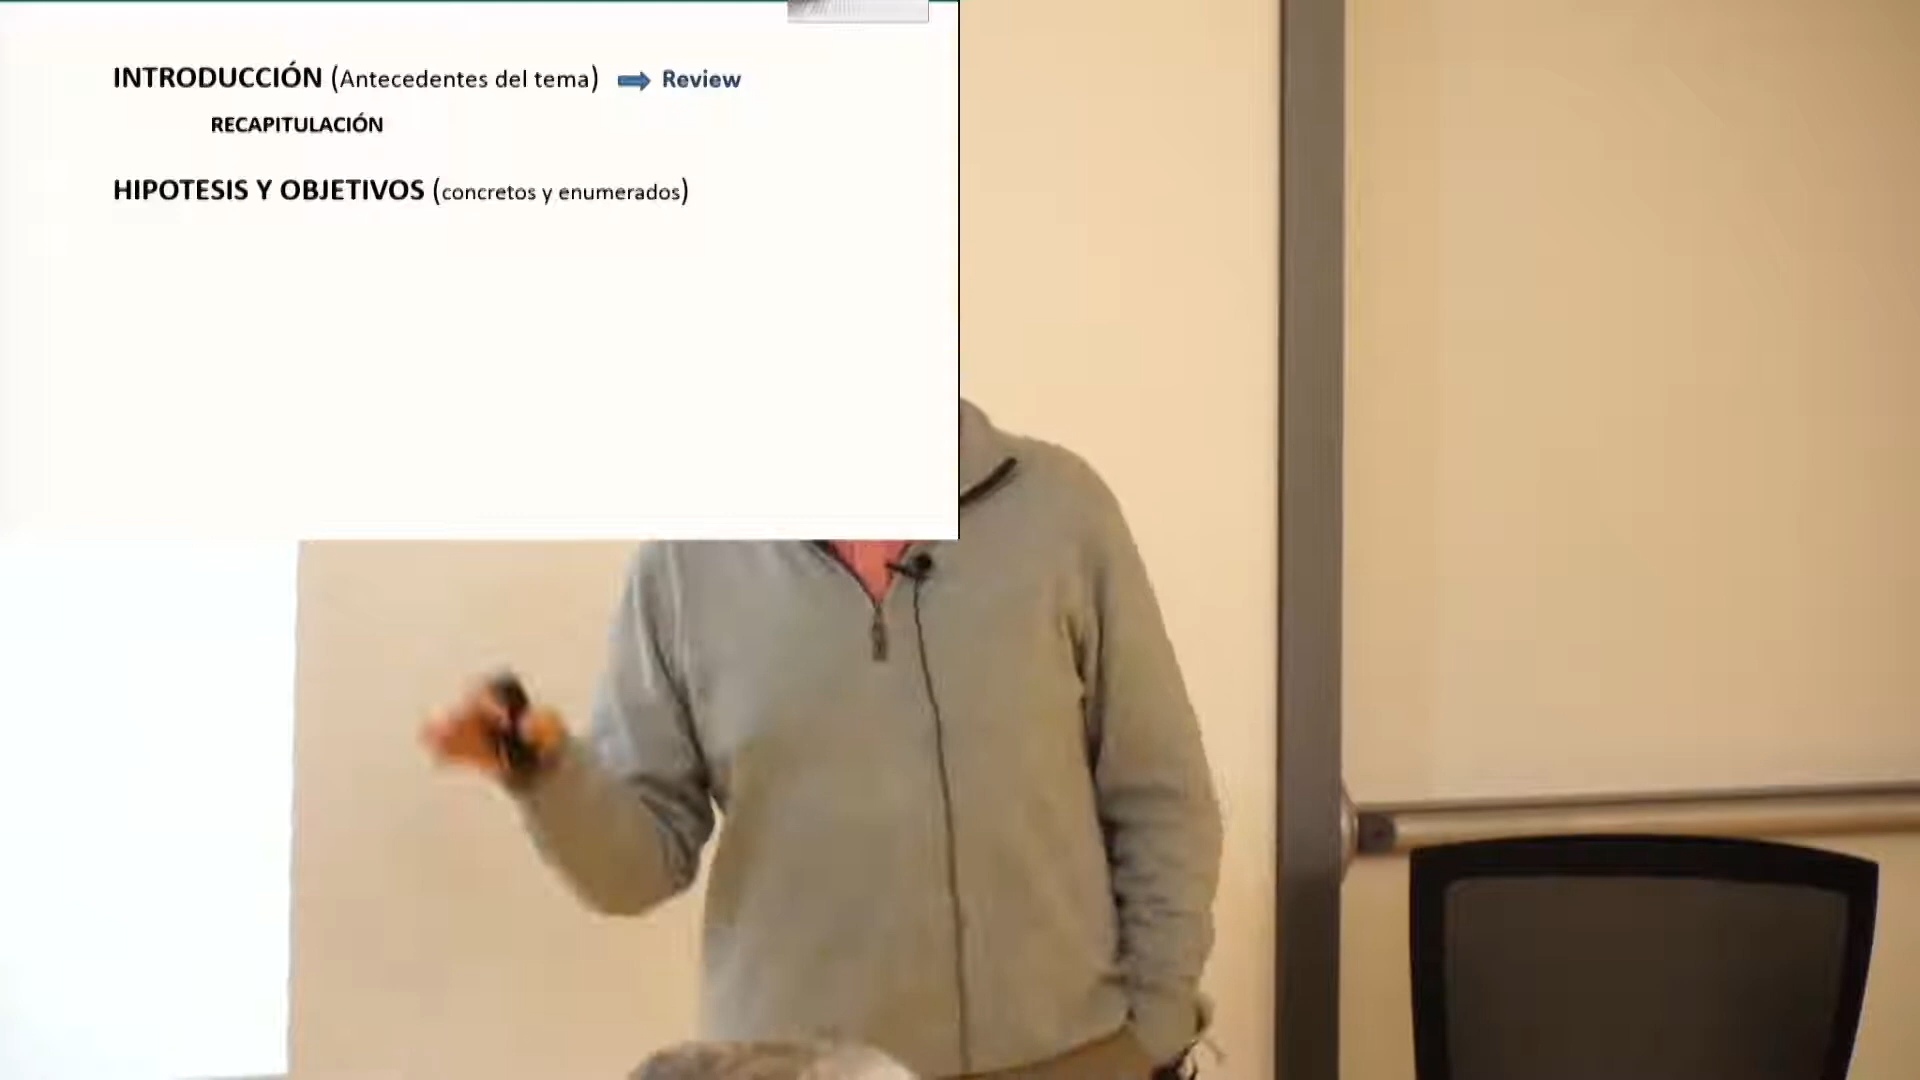 INTRODUCCIÓN (Antecedentes del tema) ➡ Review
RECAPITULACIÓN
HIPOTESIS Y OBJETIVOS (concretos y enumerados)